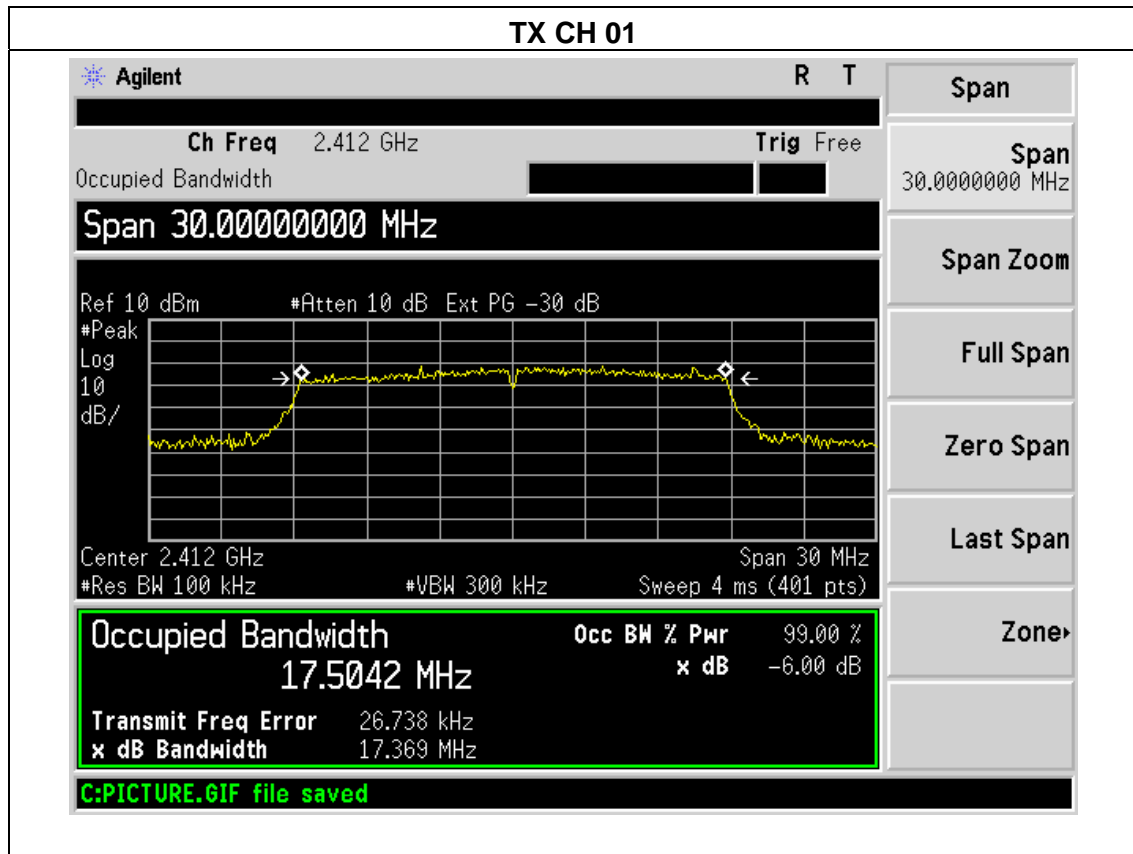 TX CH 01
Agilent
R T
Span
Ch Freq 2.412 GHz
Trig Free
Occupied Bandwidth
Span
30.0000000 MHz
Span 30.00000000 MHz
Span Zoom
Ref 10 dBm #Atten 10 dB Ext PG −30 dB
#Peak
Log
10
dB/
Full Span
Zero Span
Last Span
Center 2.412 GHz Span 30 MHz
#Res BW 100 kHz #VBW 300 kHz Sweep 4 ms (401 pts)
Occupied Bandwidth
17.5042 MHz
Occ BW % Pwr 99.00 %
x dB −6.00 dB
Zone
Transmit Freq Error 26.738 kHz
x dB Bandwidth 17.369 MHz
C:PICTURE.GIF file saved